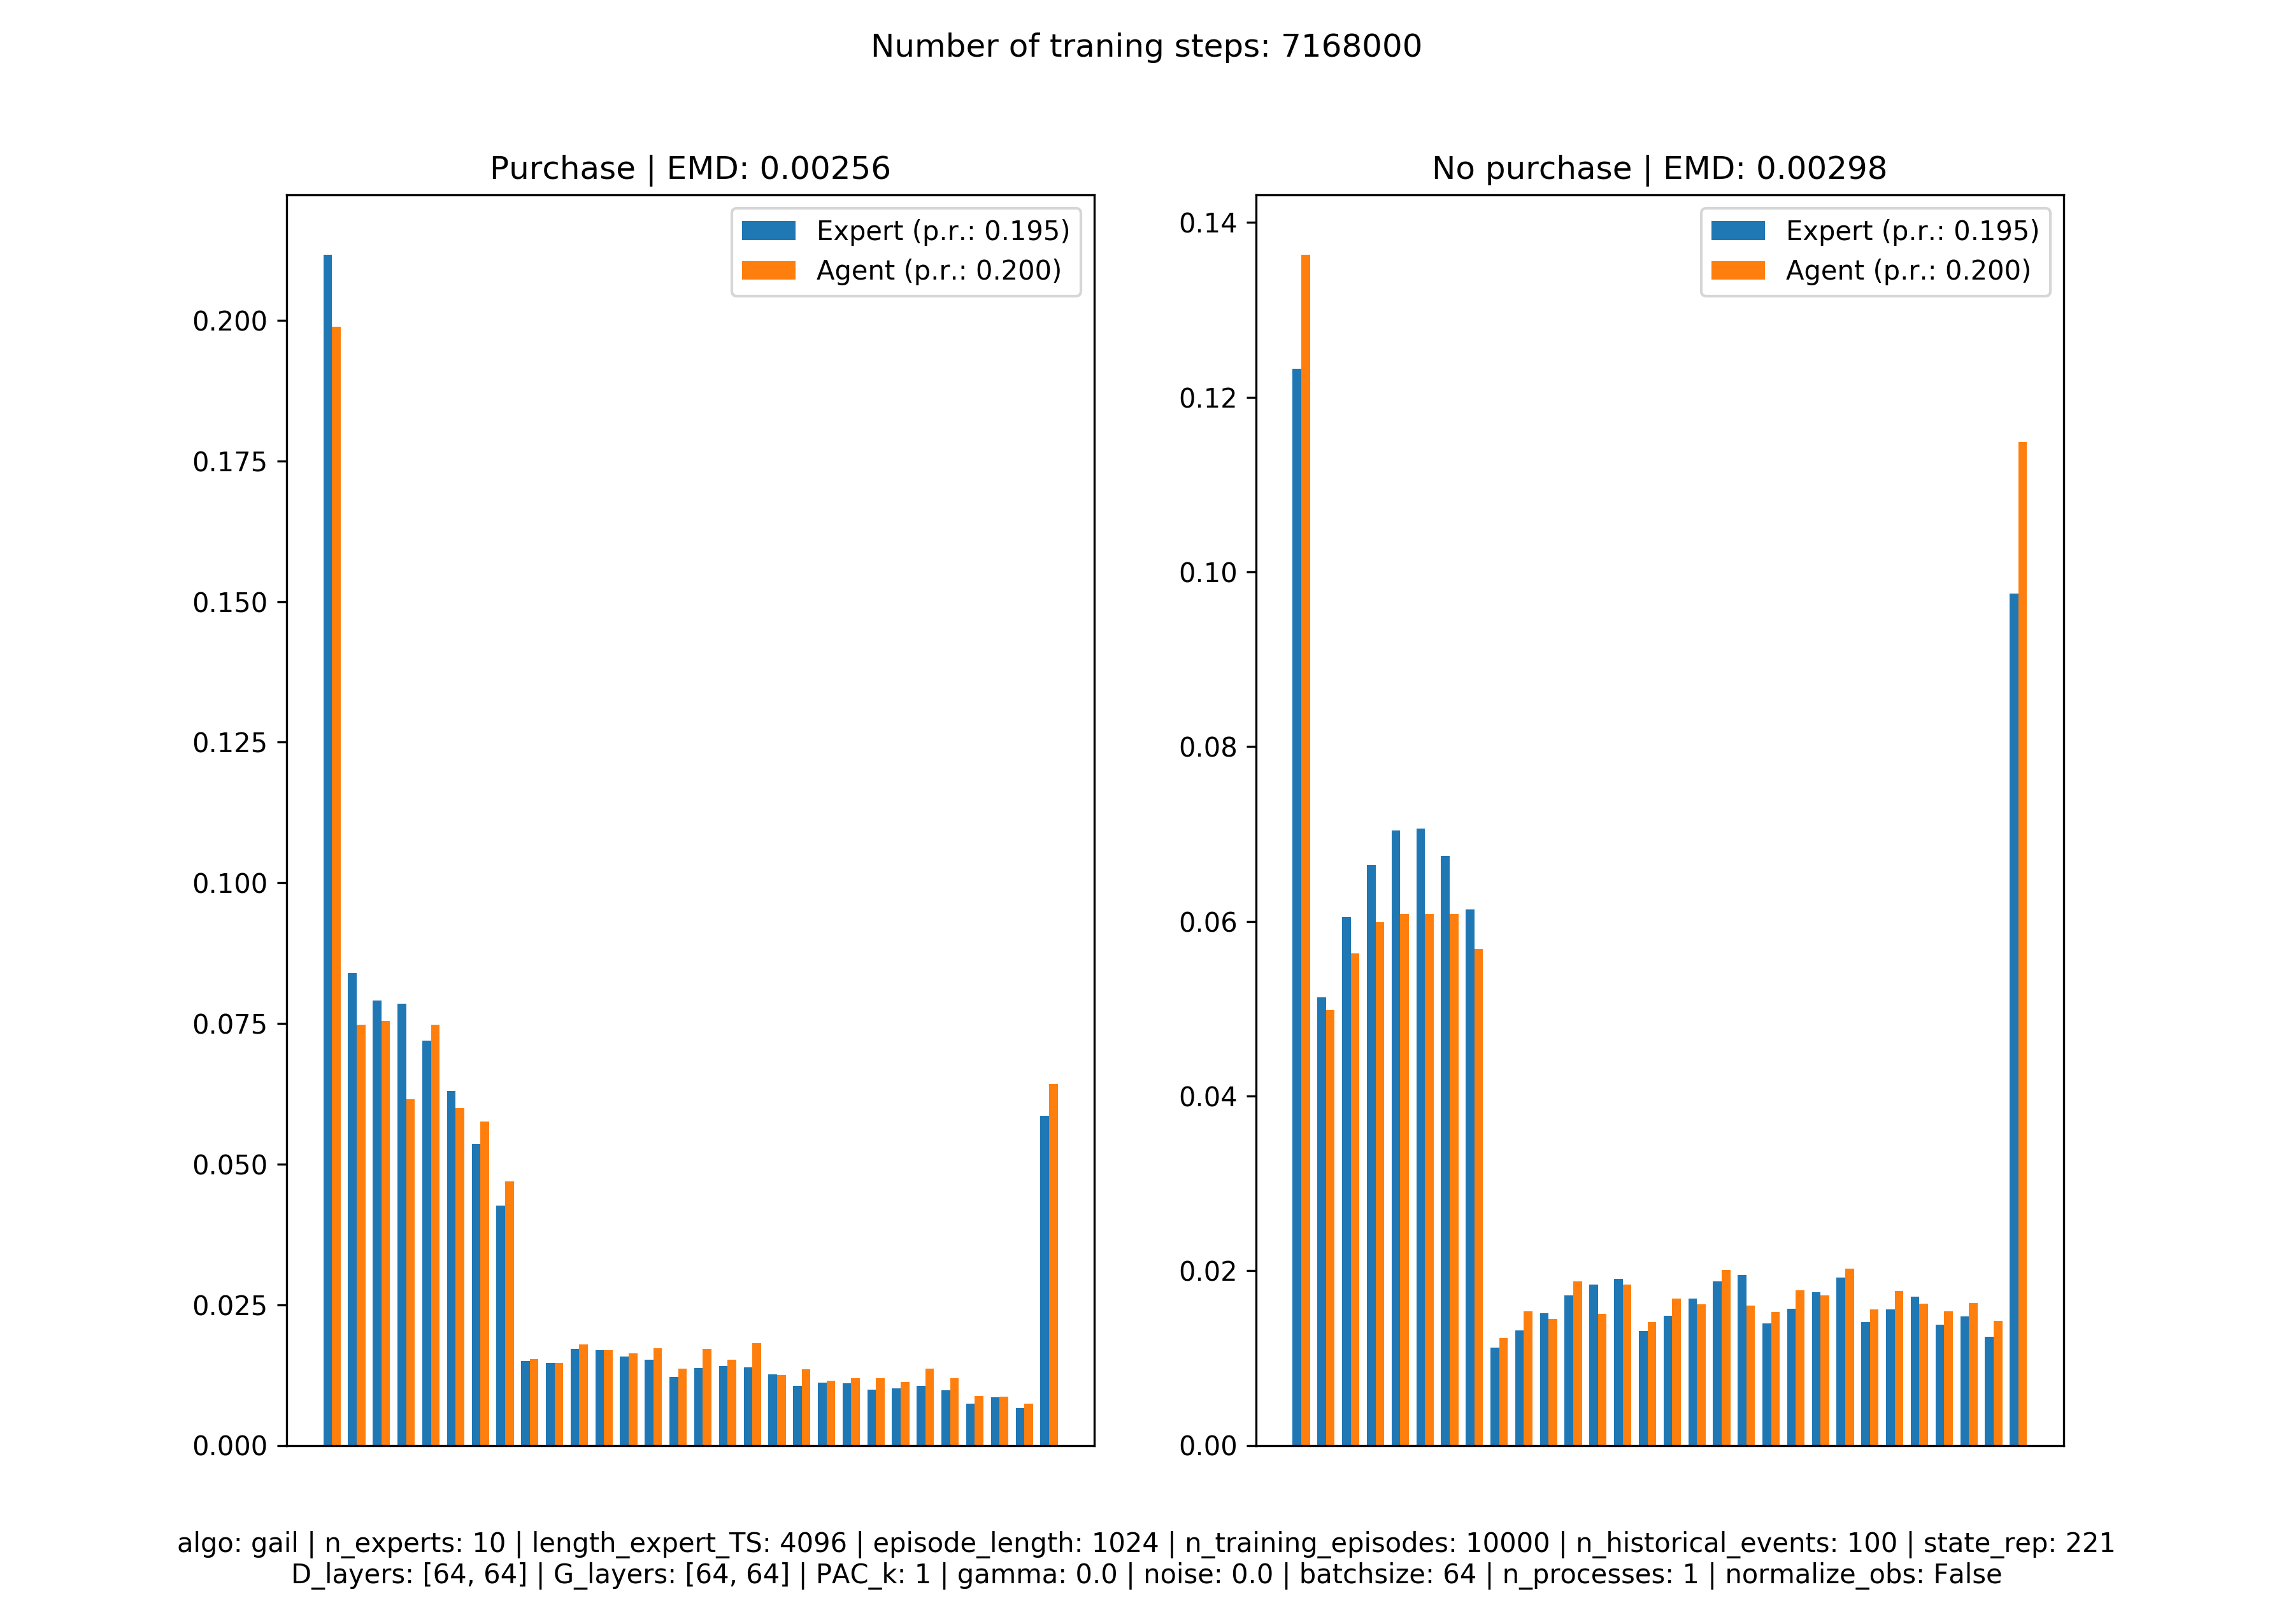 Number of traning steps: 7168000
Purchase | EMD: 0.00256
Expert (p.r.: 0.195)
Agent (p.r.: 0.200)
0.200
0.175
0.150
0.125
0.100
0.075
0.050
0.025
0.000
No purchase | EMD: 0.00298
Expert (p.r.: 0.195)
Agent (p.r.: 0.200)
0.14
0.12
0.10
0.08
0.06
0.04
0.02
0.00
algo: gail | n_experts: 10 | length_expert_TS: 4096 | episode_length: 1024 | n_training_episodes: 10000 | n_historical_events: 100 | state_rep: 221
D_layers: [64, 64] | G_layers: [64, 64] | PAC_k: 1 | gamma: 0.0 | noise: 0.0 | batchsize: 64 | n_processes: 1 | normalize_obs: False